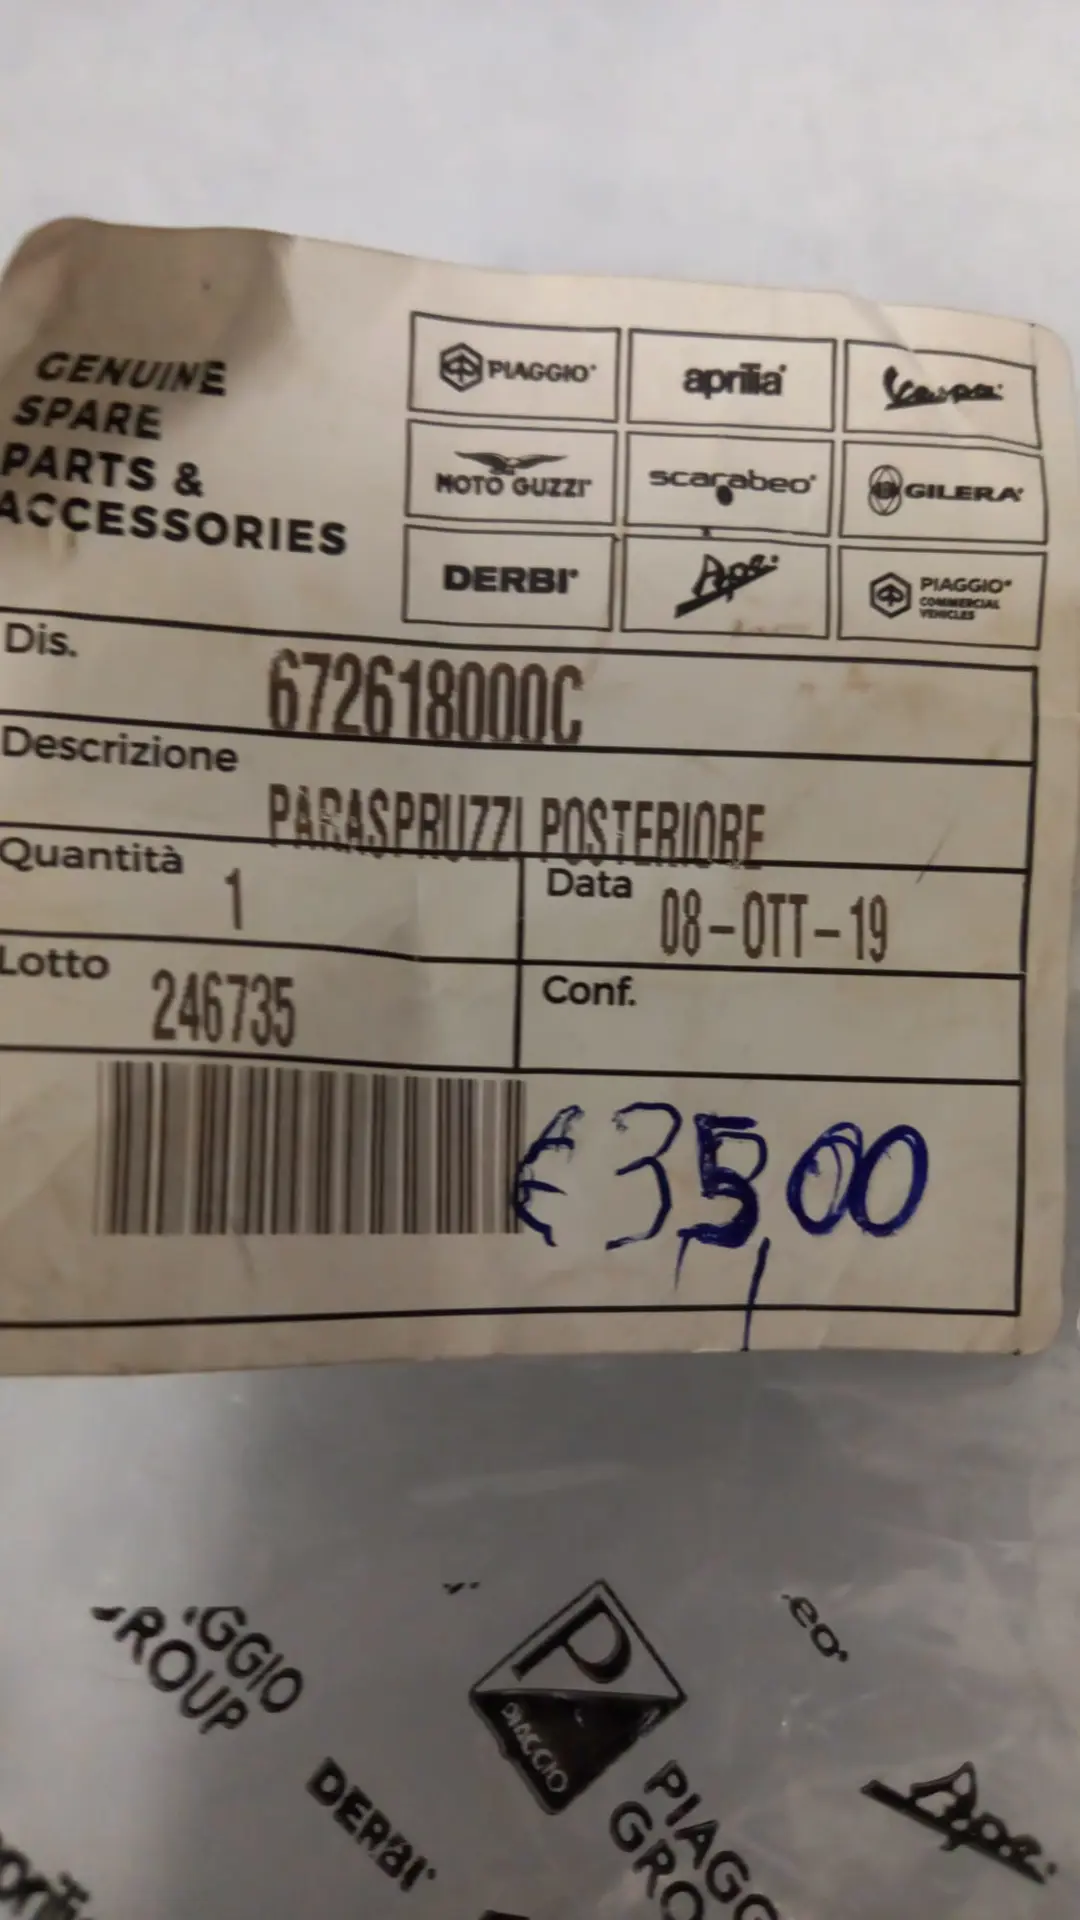 GENUINE
SPARE
PARTS &
ACCESSORIES
PIAGGIO
aprilia
Vespa
MOTO GUZZI
scarabeo
GILERA
DERBI
Ape
PIAGGIO
COMMERCIAL
VEHICLES
Dis.
672618000C
Descrizione
PARASPRUZZI POSTERIORE
Quantità
1
Data
08-OTT-19
Lotto
246735
Conf.
€ 35,00
GGIO
ROUP
P
PIAGGIO
eo
DERBI
PIAGG
GRO
Ape